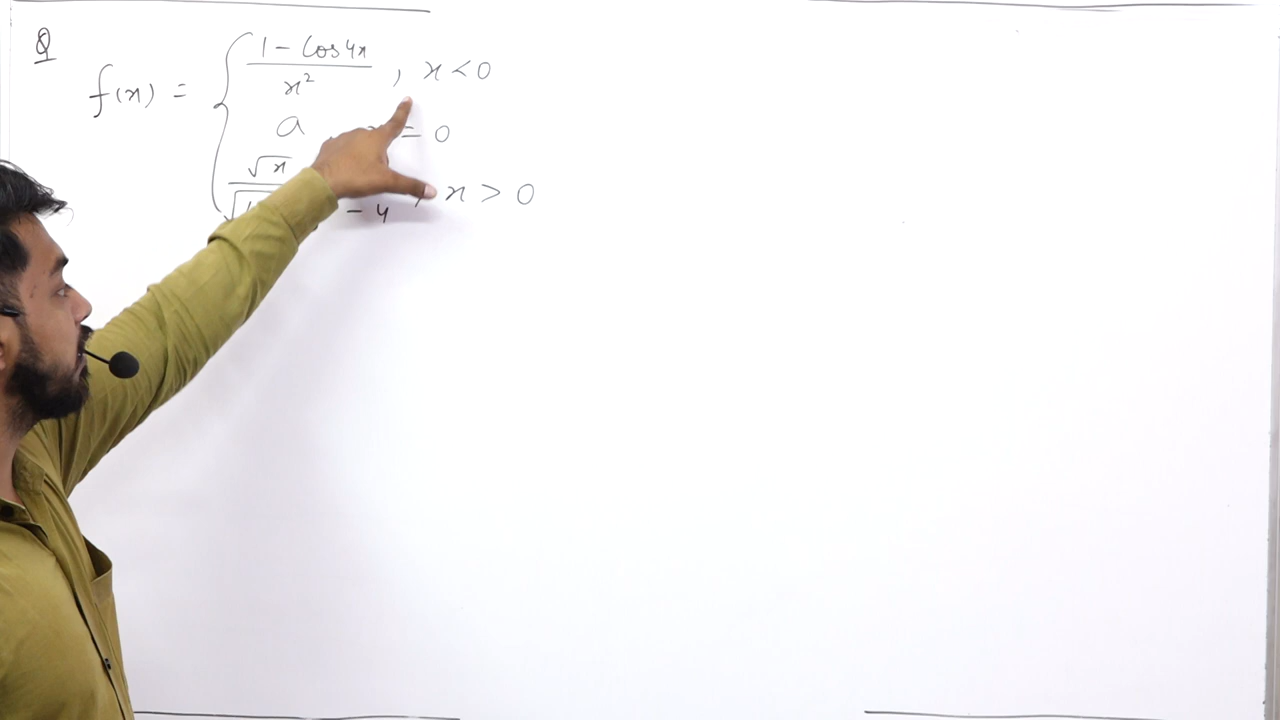 Q
f(x) = { 1 - Cos4x / x² , x < 0
a = 0
√x / √ - 4 , x > 0